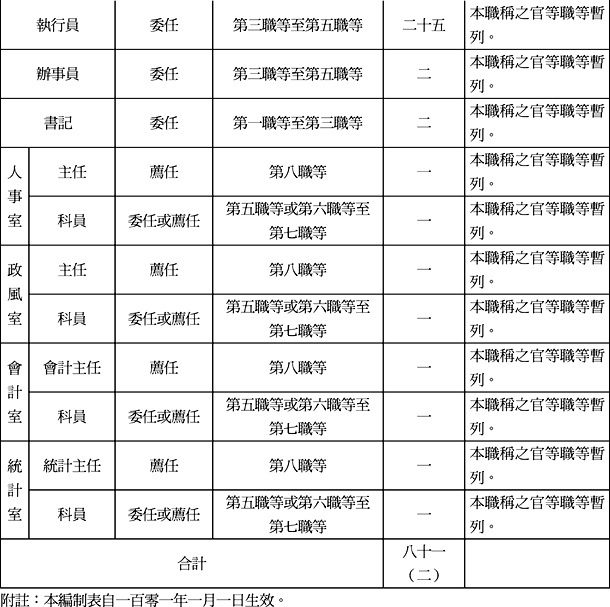 執行員 委任 第三職等至第五職等 二十五 本職稱之官等職等暫列。
辦事員 委任 第三職等至第五職等 二 本職稱之官等職等暫列。
書記 委任 第一職等至第三職等 二 本職稱之官等職等暫列。
人事室 主任 薦任 第八職等 一 本職稱之官等職等暫列。
科員 委任或薦任 第五職等或第六職等至第七職等 一 本職稱之官等職等暫列。
政風室 主任 薦任 第八職等 一 本職稱之官等職等暫列。
科員 委任或薦任 第五職等或第六職等至第七職等 一 本職稱之官等職等暫列。
會計室 會計主任 薦任 第八職等 一 本職稱之官等職等暫列。
科員 委任或薦任 第五職等或第六職等至第七職等 一 本職稱之官等職等暫列。
統計室 統計主任 薦任 第八職等 一 本職稱之官等職等暫列。
科員 委任或薦任 第五職等或第六職等至第七職等 一 本職稱之官等職等暫列。
合計 八十一（二）
附註：本編制表自一百零一年一月一日生效。